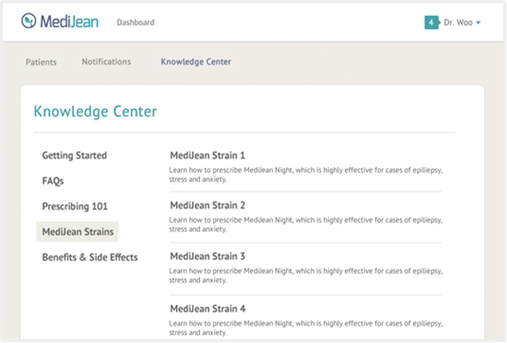 MediJean Dashboard 4 Dr. Woo
Patients Notifications Knowledge Center
Knowledge Center
Getting Started
FAQs
Prescribing 101
MediJean Strains
Benefits & Side Effects
MediJean Strain 1
Learn how to prescribe MediJean Night, which is highly effective for cases of epiliepsy,
stress and anxiety.
MediJean Strain 2
Learn how to prescribe MediJean Night, which is highly effective for cases of epiliepsy,
stress and anxiety.
MediJean Strain 3
Learn how to prescribe MediJean Night, which is highly effective for cases of epiliepsy,
stress and anxiety.
MediJean Strain 4
Learn how to prescribe MediJean Night, which is highly effective for cases of epiliepsy,
stress and anxiety.